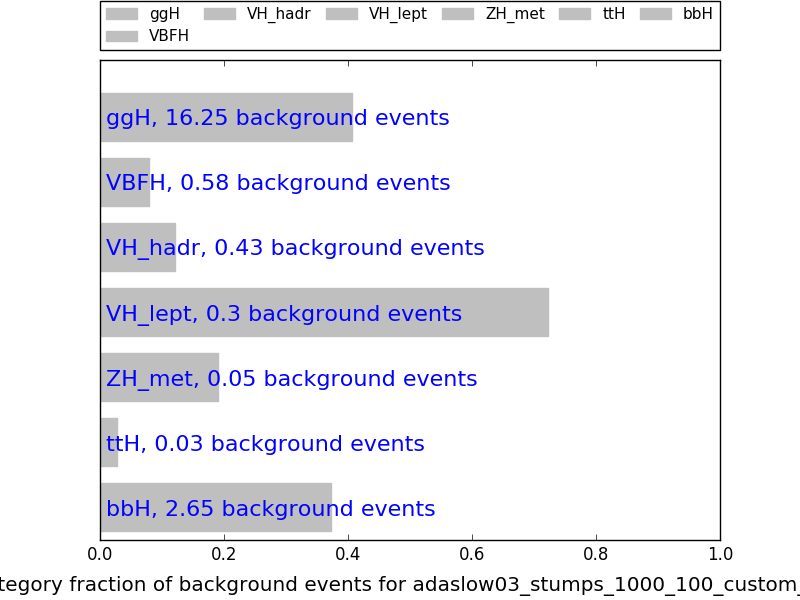 ggH VH_hadr VH_lept ZH_met ttH bbH
VBFH
ggH, 16.25 background events
VBFH, 0.58 background events
VH_hadr, 0.43 background events
VH_lept, 0.3 background events
ZH_met, 0.05 background events
ttH, 0.03 background events
bbH, 2.65 background events
0.0 0.2 0.4 0.6 0.8 1.0
tegory fraction of background events for adaslow03_stumps_1000_100_custom_